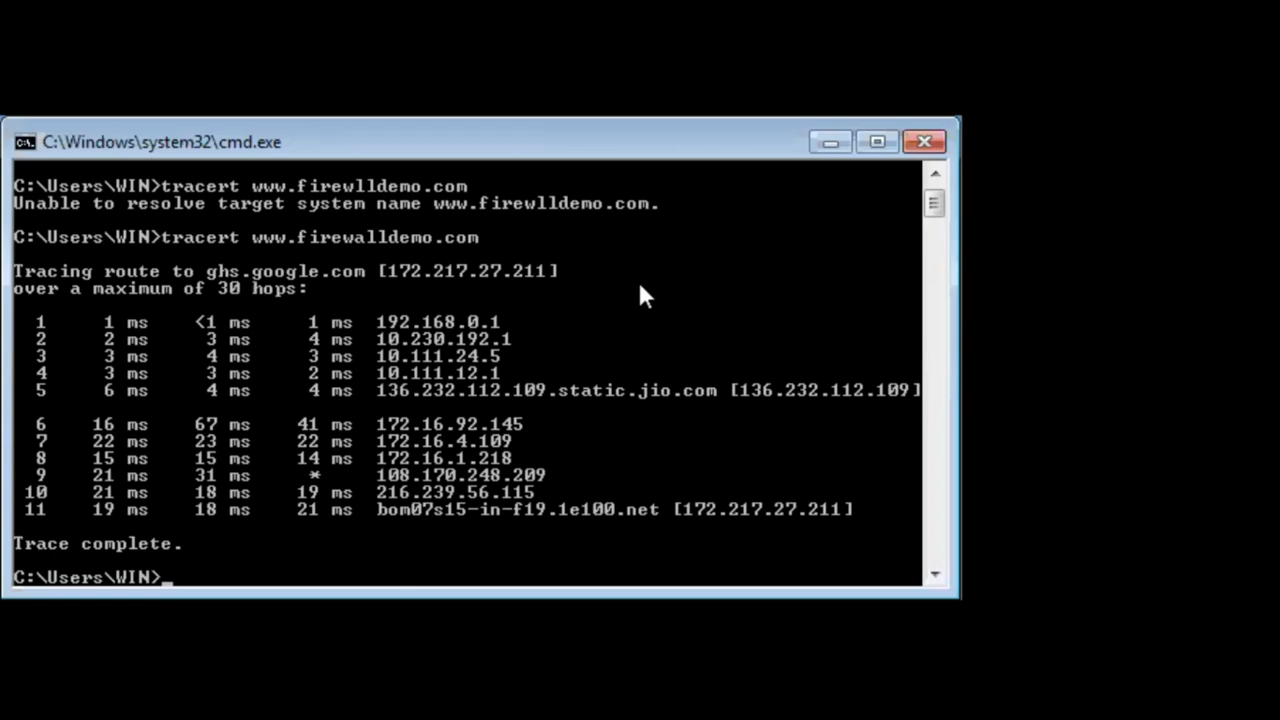 C:\Windows\system32\cmd.exe
C:\Users\WIN>tracert www.firewlldemo.com
Unable to resolve target system name www.firewlldemo.com.
C:\Users\WIN>tracert www.firewalldemo.com
Tracing route to ghs.google.com [172.217.27.211]
over a maximum of 30 hops:
1 1 ms <1 ms 1 ms 192.168.0.1
2 2 ms 3 ms 4 ms 10.230.192.1
3 3 ms 4 ms 3 ms 10.111.24.5
4 3 ms 3 ms 2 ms 10.111.12.1
5 6 ms 4 ms 4 ms 136.232.112.109.static.jio.com [136.232.112.109]
6 16 ms 67 ms 41 ms 172.16.92.145
7 22 ms 23 ms 22 ms 172.16.4.109
8 15 ms 15 ms 14 ms 172.16.1.218
9 21 ms 31 ms * 108.170.248.209
10 21 ms 18 ms 19 ms 216.239.56.115
11 19 ms 18 ms 21 ms bom07s15-in-f19.1e100.net [172.217.27.211]
Trace complete.
C:\Users\WIN>_